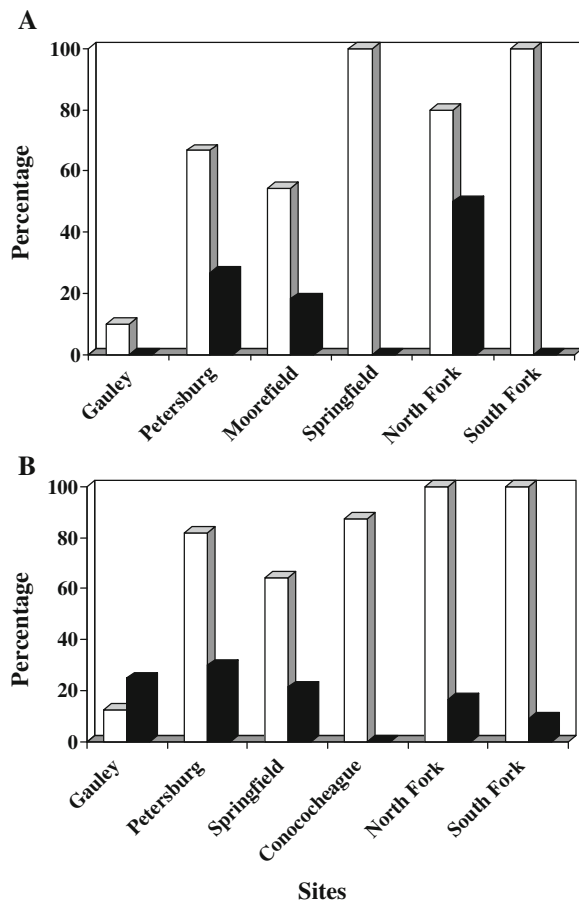 A
100
80
60
40
20
0
Percentage
Gauley
Petersburg
Moorefield
Springfield
North Fork
South Fork
B
100
80
60
40
20
0
Percentage
Gauley
Petersburg
Springfield
Conococheague
North Fork
South Fork
Sites